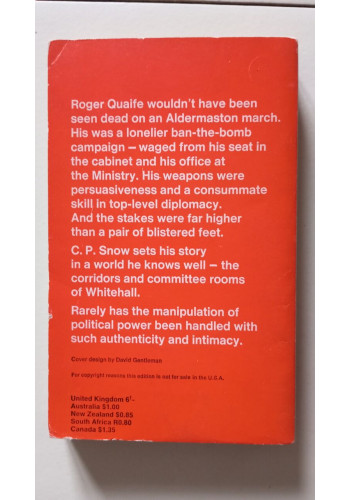 Roger Quaife wouldn't have been
seen dead on an Aldermaston march.
His was a lonelier ban-the-bomb
campaign – waged from his seat in
the cabinet and his office at
the Ministry. His weapons were
persuasiveness and a consummate
skill in top-level diplomacy.
And the stakes were far higher
than a pair of blistered feet.
C. P. Snow sets his story
in a world he knows well – the
corridors and committee rooms
of Whitehall.
Rarely has the manipulation of
political power been handled with
such authenticity and intimacy.
Cover design by David Gentleman
For copyright reasons this edition is not for sale in the U.S.A.
United Kingdom 6/-
Australia $1.00
New Zealand $0.85
South Africa R0.80
Canada $1.35